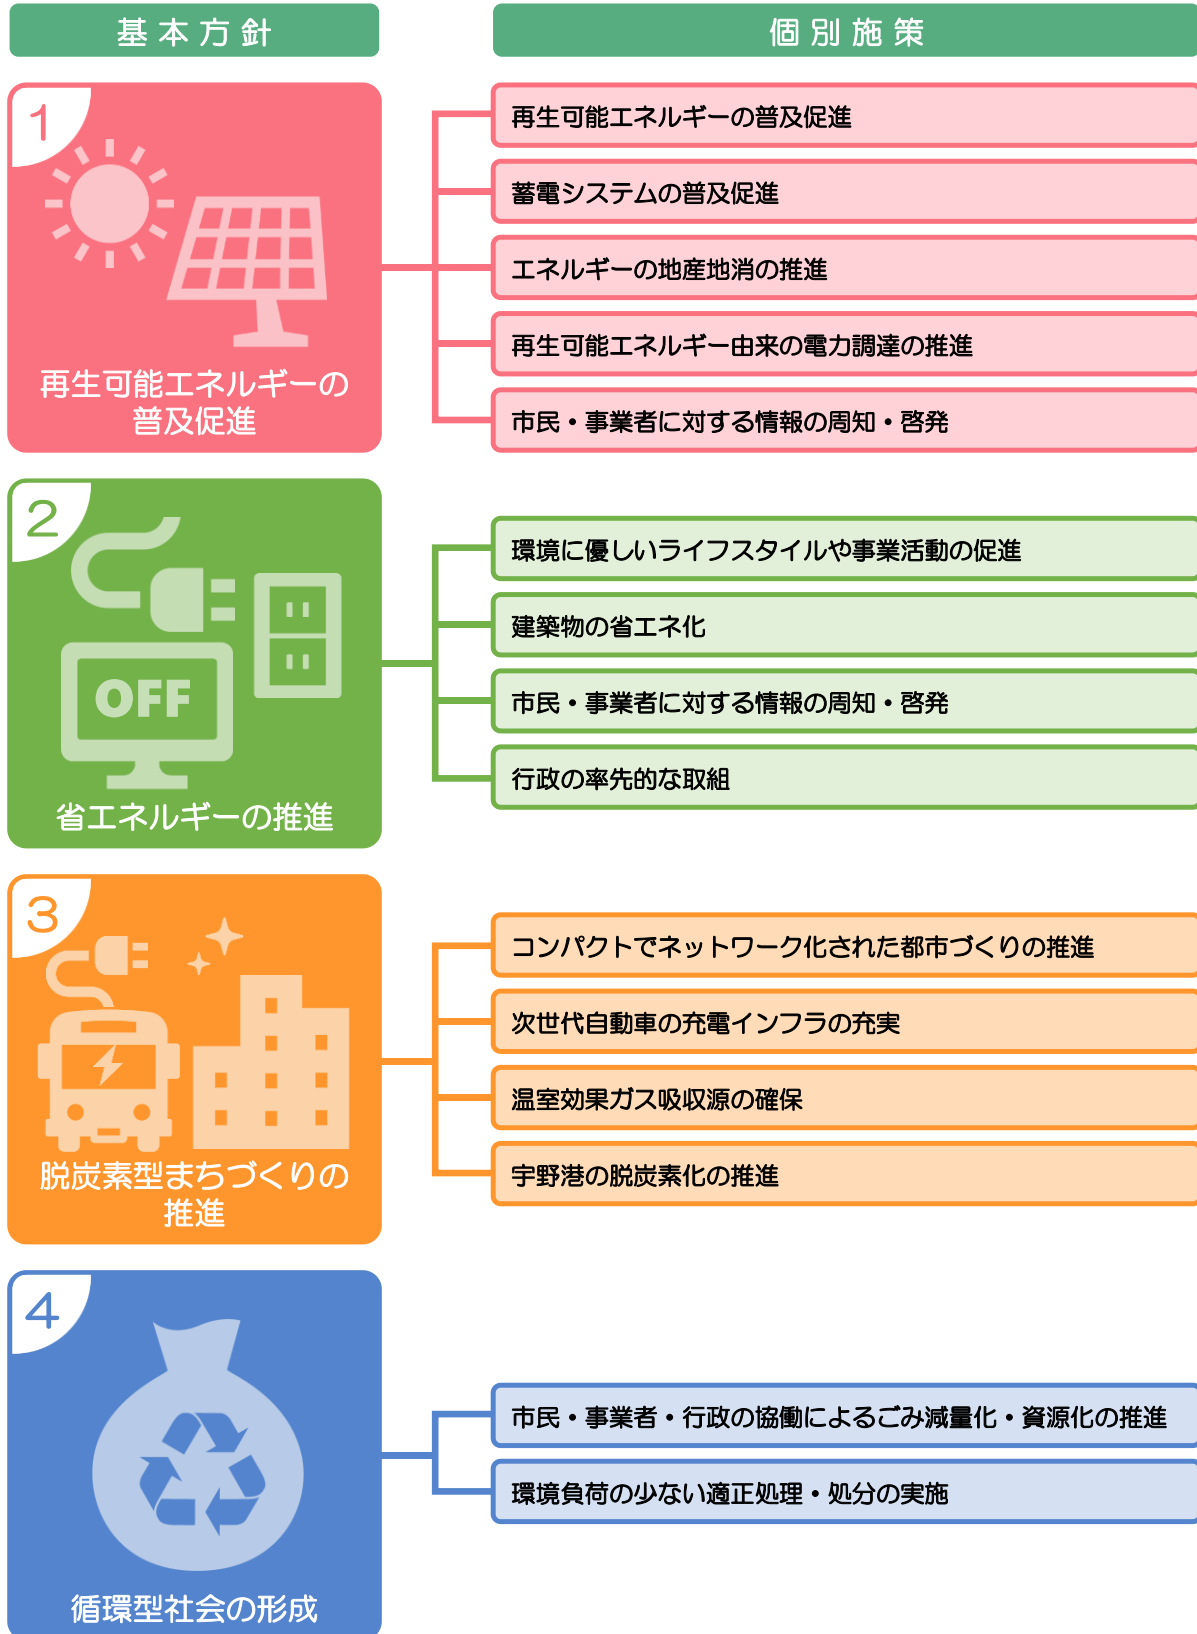 基本方針
個別施策
1
再生可能エネルギーの
普及促進
再生可能エネルギーの普及促進
蓄電システムの普及促進
エネルギーの地産地消の推進
再生可能エネルギー由来の電力調達の推進
市民・事業者に対する情報の周知・啓発
2
OFF
省エネルギーの推進
環境に優しいライフスタイルや事業活動の促進
建築物の省エネ化
市民・事業者に対する情報の周知・啓発
行政の率先的な取組
3
脱炭素型まちづくりの
推進
コンパクトでネットワーク化された都市づくりの推進
次世代自動車の充電インフラの充実
温室効果ガス吸収源の確保
宇野港の脱炭素化の推進
4
循環型社会の形成
市民・事業者・行政の協働によるごみ減量化・資源化の推進
環境負荷の少ない適正処理・処分の実施